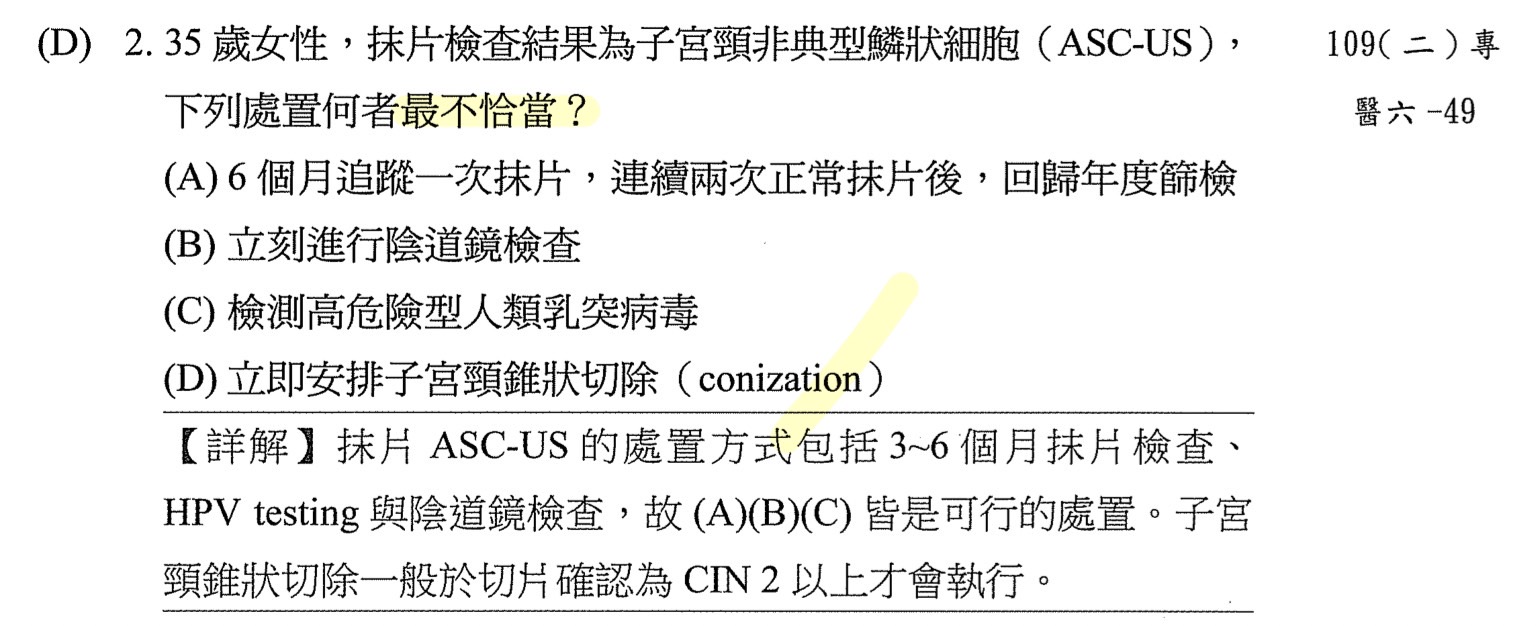 (D) 2. 35 歲女性，抹片檢查結果為子宮頸非典型鱗狀細胞（ASC-US）， 109(二)專
下列處置何者最不恰當？ 醫六-49
(A) 6 個月追蹤一次抹片，連續兩次正常抹片後，回歸年度篩檢
(B) 立刻進行陰道鏡檢查
(C) 檢測高危險型人類乳突病毒
(D) 立即安排子宮頸錐狀切除（conization）
【詳解】抹片 ASC-US 的處置方式包括 3~6 個月抹片檢查、
HPV testing 與陰道鏡檢查，故 (A)(B)(C) 皆是可行的處置。子宮
頸錐狀切除一般於切片確認為 CIN 2 以上才會執行。